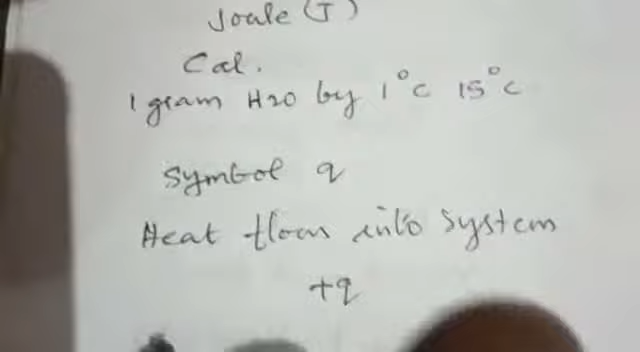 Joule (J)
Cal.
1 gram H2O by 1°C 15°C
Symbol q
Heat flows into system
+q